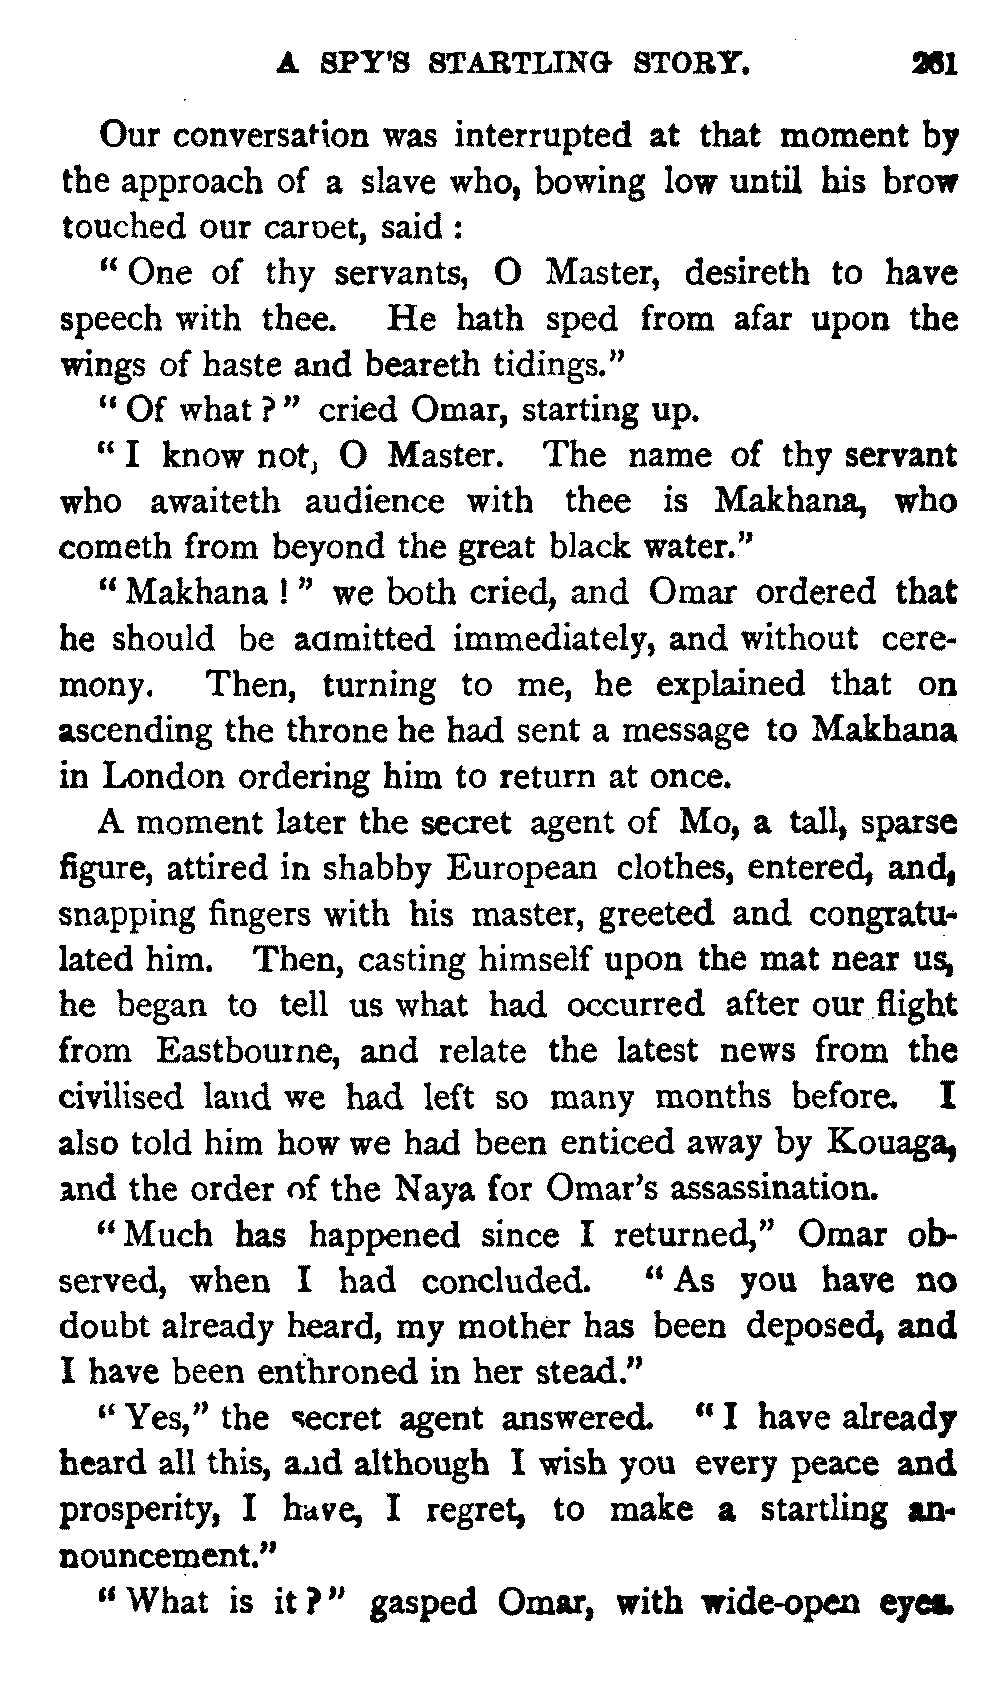 A SPY'S STARTLING STORY. 261
Our conversation was interrupted at that moment by
the approach of a slave who, bowing low until his brow
touched our carpet, said :
“ One of thy servants, O Master, desireth to have
speech with thee. He hath sped from afar upon the
wings of haste and beareth tidings.”
“ Of what ? ” cried Omar, starting up.
“ I know not, O Master. The name of thy servant
who awaiteth audience with thee is Makhana, who
cometh from beyond the great black water.”
“ Makhana ! ” we both cried, and Omar ordered that
he should be admitted immediately, and without cere-
mony. Then, turning to me, he explained that on
ascending the throne he had sent a message to Makhana
in London ordering him to return at once.
A moment later the secret agent of Mo, a tall, sparse
figure, attired in shabby European clothes, entered, and,
snapping fingers with his master, greeted and congratu-
lated him. Then, casting himself upon the mat near us,
he began to tell us what had occurred after our flight
from Eastbourne, and relate the latest news from the
civilised land we had left so many months before. I
also told him how we had been enticed away by Kouaga,
and the order of the Naya for Omar's assassination.
“ Much has happened since I returned,” Omar ob-
served, when I had concluded. “ As you have no
doubt already heard, my mother has been deposed, and
I have been enthroned in her stead.”
“ Yes,” the secret agent answered. “ I have already
heard all this, and although I wish you every peace and
prosperity, I have, I regret, to make a startling an-
nouncement.”
“ What is it ? ” gasped Omar, with wide-open eyes.